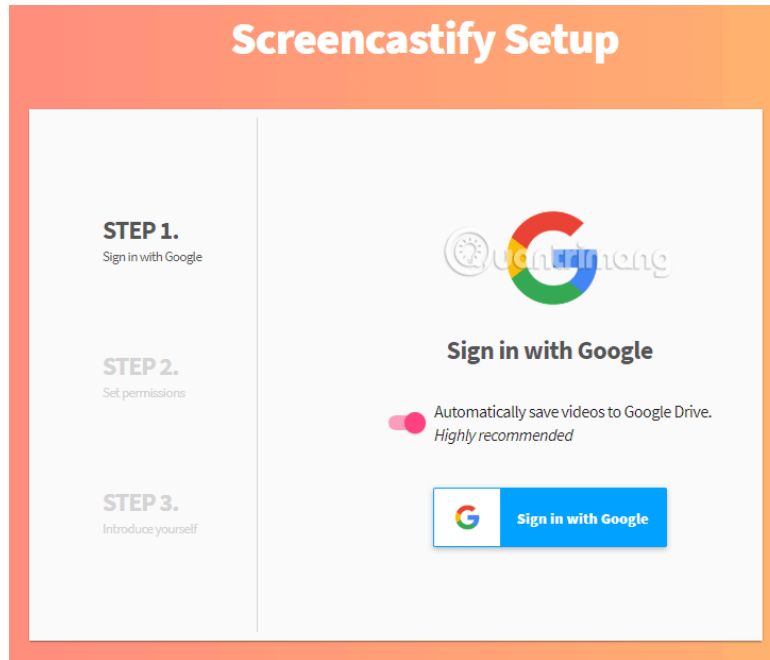 Screencastify Setup
STEP 1.
Sign in with Google
STEP 2.
Set permissions
STEP 3.
Introduce yourself
Quantrimang
Sign in with Google
Automatically save videos to Google Drive.
Highly recommended
Sign in with Google